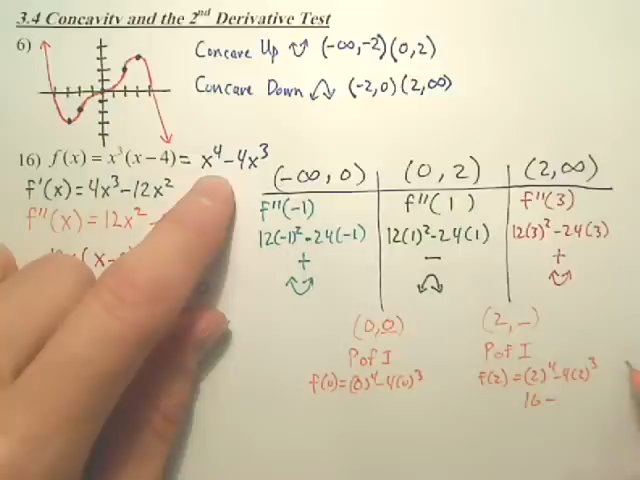 3.4 Concavity and the 2nd Derivative Test
6)
Concave Up (-∞,-2)(0,2)
Concave Down (-2,0)(2,∞)
16) f(x) = x³(x-4) = x⁴-4x³
f'(x) = 4x³-12x²
f''(x) = 12x²-
(x-
(-∞,0) (0,2) (2,∞)
f''(-1) f''(1) f''(3)
12(-1)²-24(-1) 12(1)²-24(1) 12(3)²-24(3)
+ - +
(0,0) (2,-)
P of I P of I
f(0)=(0)⁴-4(0)³ f(2)=(2)⁴-4(2)³
16-